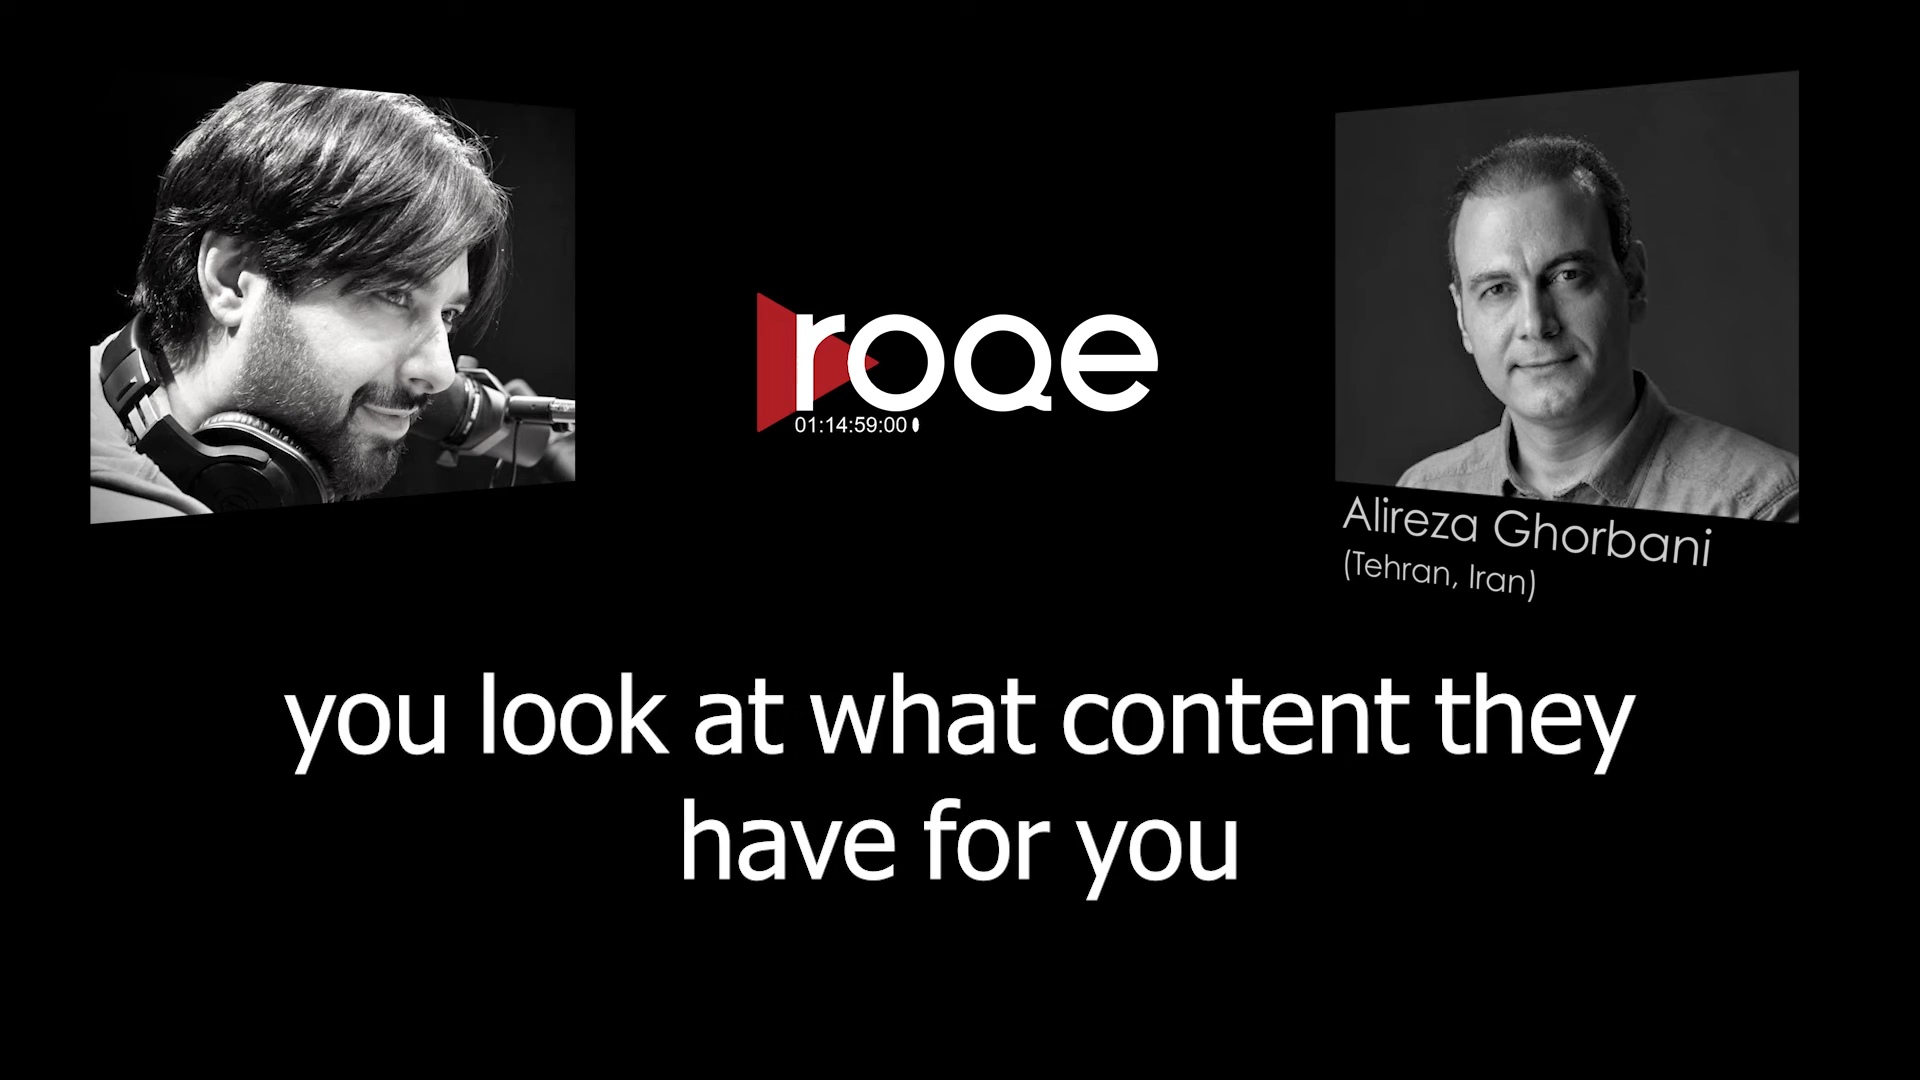 roqe
01:14:59:00
Alireza Ghorbani
(Tehran, Iran)
you look at what content they
have for you